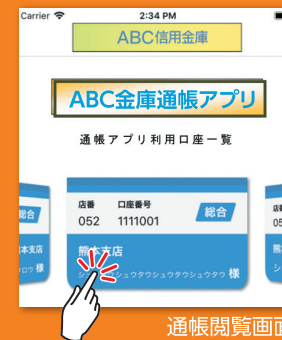 Carrier 2:34 PM
ABC信用金庫
ABC金庫通帳アプリ
通帳アプリ利用口座一覧
店番 口座番号
052 1111001
総合
総合
熊本支店
本支店
シュウタウシュウタウシュウタウ 様
様
通帳閲覧画面